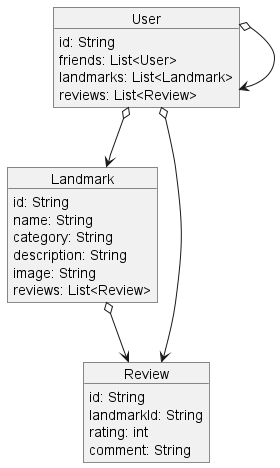 User
id: String
friends: List<User>
landmarks: List<Landmark>
reviews: List<Review>
Landmark
id: String
name: String
category: String
description: String
image: String
reviews: List<Review>
Review
id: String
landmarkId: String
rating: int
comment: String